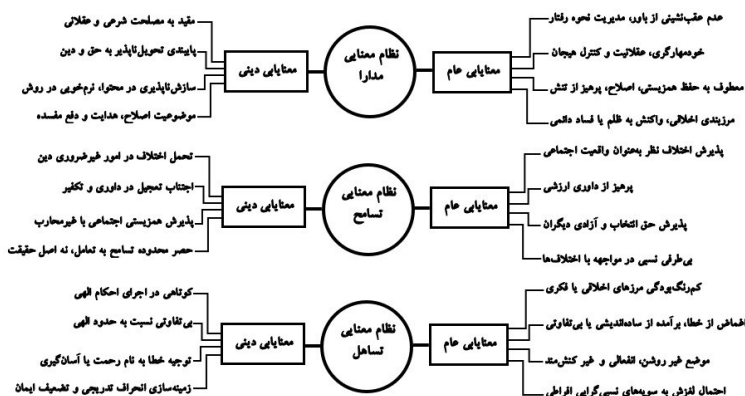 عدم عقب‌نشینی از باور، مدیریت نحوه رفتار
خودمهارگری، عقلانیت و کنترل هیجان
معطوف به حفظ همزیستی، اصلاح، پرهیز از تنش
مرزبندی اخلاقی، واکنش به ظلم یا فساد دائمی
معنایابی عام
نظام معنایی
مدارا
معنایابی دینی
مقید به مصلحت شرعی و عقلانی
پایبندی تحویل‌ناپذیر به حق و دین
سازش‌ناپذیری در محتوا، نرم‌خویی در روش
موضوعیت اصلاح، هدایت و دفع مفسده
پذیرش اختلاف نظر به‌عنوان واقعیت اجتماعی
پرهیز از داوری ارزشی
پذیرش حق انتخاب و آزادی دیگران
بی‌طرفی نسبی در مواجهه با اختلاف‌ها
معنایابی عام
نظام معنایی
تسامح
معنایابی دینی
تحمل اختلاف در امور غیرضروری دین
اجتناب تعجیل در داوری و تکفیر
پذیرش همزیستی اجتماعی با غیرمحارب
حصر محدوده تسامح به تعامل، نه اصل حقیقت
کم‌رنگ‌بودگی مرزهای اخلاقی یا فکری
اغماض از خطا، برآمده از ساده‌اندیشی یا بی‌تفاوتی
موضع غیر روشن، انفعالی و غیر کنش‌مند
احتمال لغزش به سویه‌های نسبی‌گرایی افراطی
معنایابی عام
نظام معنایی
تساهل
معنایابی دینی
کوتاهی در اجرای احکام الهی
بی‌تفاوتی نسبت به حدود الهی
توجیه خطا به نام رحمت یا آسان‌گیری
زمینه‌سازی انحراف تدریجی و تضعیف ایمان